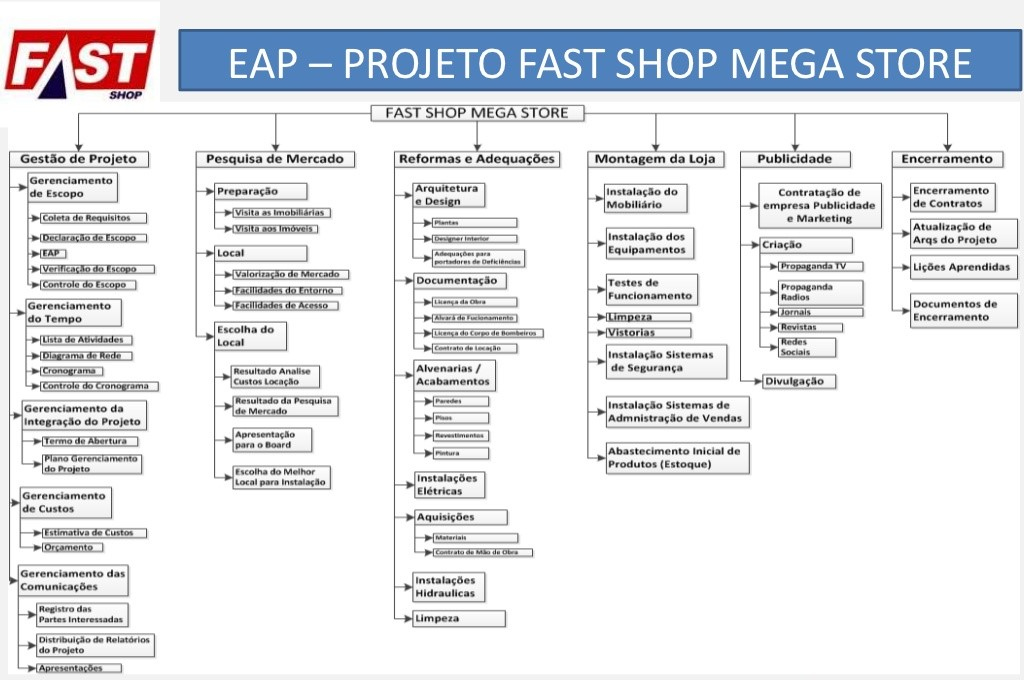 FAST
SHOP
EAP – PROJETO FAST SHOP MEGA STORE
FAST SHOP MEGA STORE
Gestão de Projeto
Gerenciamento
de Escopo
Coleta de Requisitos
Declaração de Escopo
EAP
Verificação do Escopo
Controle do Escopo
Gerenciamento
do Tempo
Lista de Atividades
Diagrama de Rede
Cronograma
Controle do Cronograma
Gerenciamento da
Integração do Projeto
Termo de Abertura
Plano Gerenciamento
do Projeto
Gerenciamento
de Custos
Estimativa de Custos
Orçamento
Gerenciamento das
Comunicações
Registro das
Partes Interessadas
Distribuição de Relatórios
do Projeto
Apresentações
Pesquisa de Mercado
Preparação
Visita as Imobiliárias
Visita aos Imóveis
Local
Valorização de Mercado
Facilidades do Entorno
Facilidades de Acesso
Escolha do
Local
Resultado Analise
Custos Locação
Resultado da Pesquisa
de Mercado
Apresentação
para o Board
Escolha do Melhor
Local para Instalação
Reformas e Adequações
Arquitetura
e Design
Plantas
Designer Interior
Adequações para
portadores de Deficiências
Documentação
Licença da Obra
Alvará de Fucionamento
Licença do Corpo de Bombeiros
Contrato de Locação
Alvenarias /
Acabamentos
Paredes
Pisos
Revestimentos
Pintura
Instalações
Elétricas
Aquisições
Materiais
Contrato de Mão de Obra
Instalações
Hidraulicas
Limpeza
Montagem da Loja
Instalação do
Mobiliário
Instalação dos
Equipamentos
Testes de
Funcionamento
Limpeza
Vistorias
Instalação Sistemas
de Segurança
Instalação Sistemas de
Admnistração de Vendas
Abastecimento Inicial de
Produtos (Estoque)
Publicidade
Contratação de
empresa Publicidade
e Marketing
Criação
Propaganda TV
Propaganda
Radios
Jornais
Revistas
Redes
Sociais
Divulgação
Encerramento
Encerramento
de Contratos
Atualização de
Arqs do Projeto
Lições Aprendidas
Documentos de
Encerramento